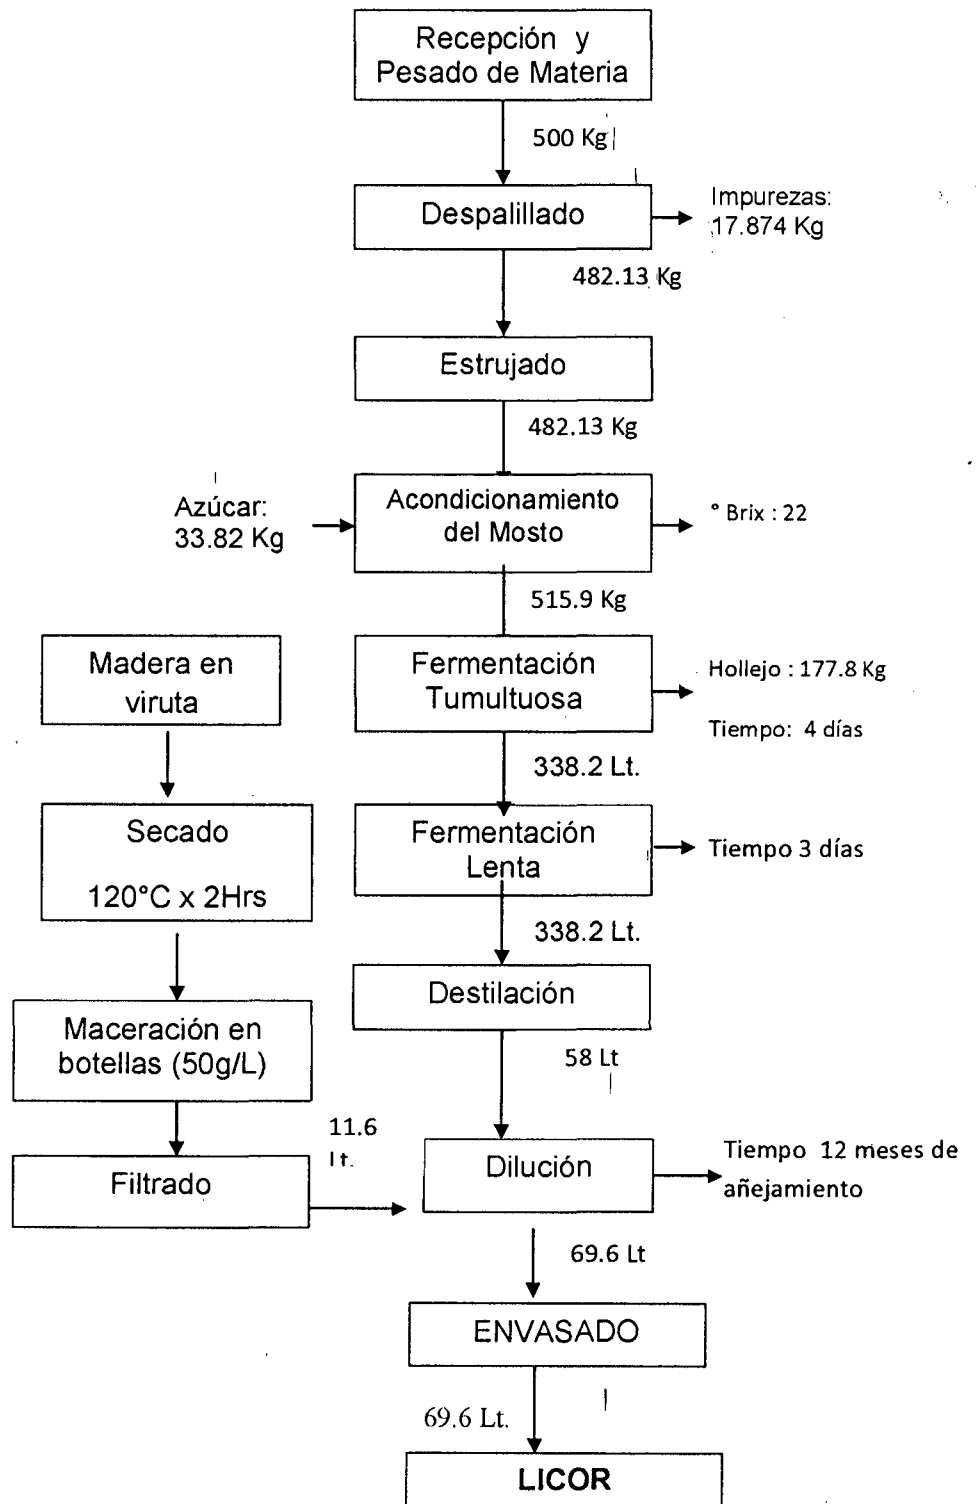 Recepción y
Pesado de Materia
500 Kg
Despalillado
Impurezas:
17.874 Kg
482.13 Kg
Estrujado
482.13 Kg
Azúcar:
33.82 Kg
Acondicionamiento
del Mosto
° Brix : 22
515.9 Kg
Madera en
viruta
Fermentación
Tumultuosa
Hollejo : 177.8 Kg
Tiempo: 4 días
338.2 Lt.
Secado
120°C x 2Hrs
Fermentación
Lenta
Tiempo 3 días
338.2 Lt.
Destilación
Maceración en
botellas (50g/L)
58 Lt
11.6
Lt.
Filtrado
Dilución
Tiempo 12 meses de
añejamiento
69.6 Lt
ENVASADO
69.6 Lt.
LICOR